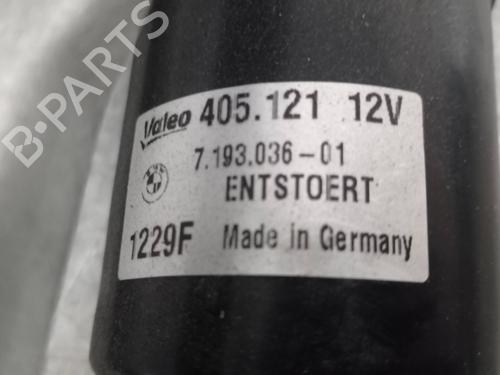 B-PARTS
Valeo 405.121 12V
7.193.036-01
ENTSTOERT
1229F Made in Germany